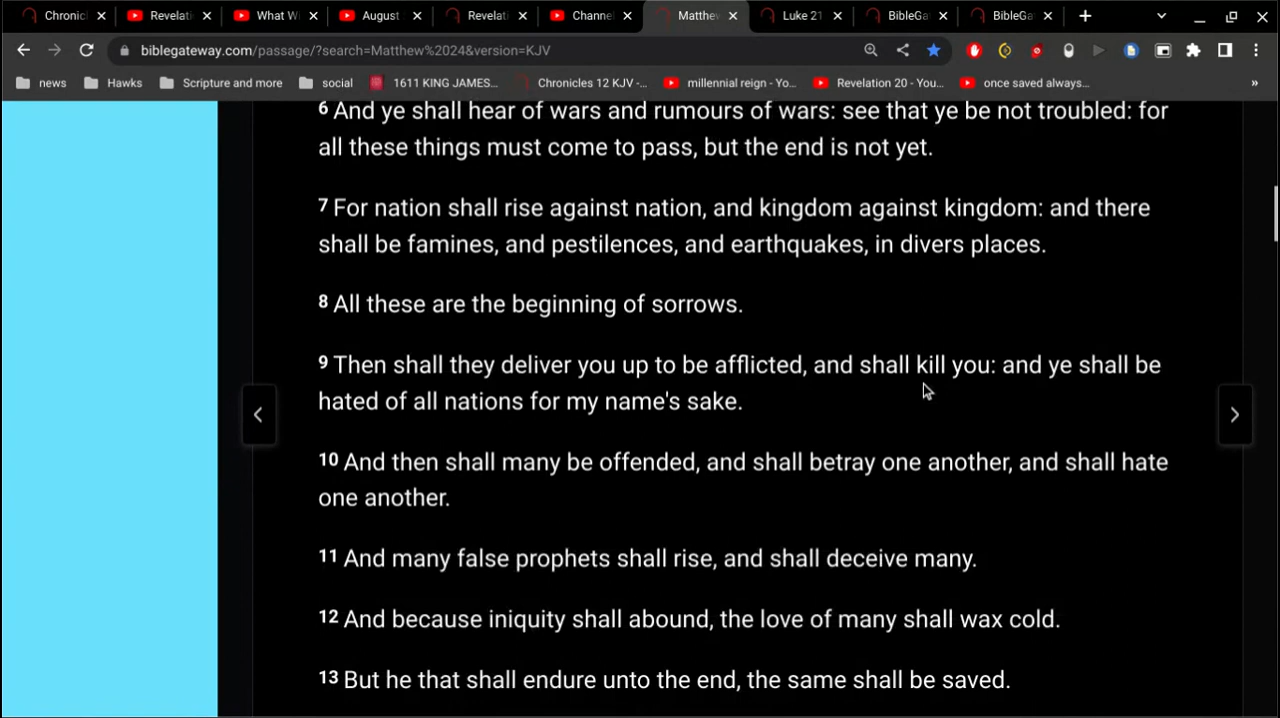 Chronicl
Revelati
What W
August
Revelati
Channel
Matthew
Luke 21
BibleGa
BibleGa
biblegateway.com/passage/?search=Matthew%2024&version=KJV
news
Hawks
Scripture and more
social
1611 KING JAMES...
Chronicles 12 KJV -...
millennial reign - Yo...
Revelation 20 - You...
once saved always...
»
6 And ye shall hear of wars and rumours of wars: see that ye be not troubled: for
all these things must come to pass, but the end is not yet.
7 For nation shall rise against nation, and kingdom against kingdom: and there
shall be famines, and pestilences, and earthquakes, in divers places.
8 All these are the beginning of sorrows.
9 Then shall they deliver you up to be afflicted, and shall kill you: and ye shall be
hated of all nations for my name's sake.
10 And then shall many be offended, and shall betray one another, and shall hate
one another.
11 And many false prophets shall rise, and shall deceive many.
12 And because iniquity shall abound, the love of many shall wax cold.
13 But he that shall endure unto the end, the same shall be saved.